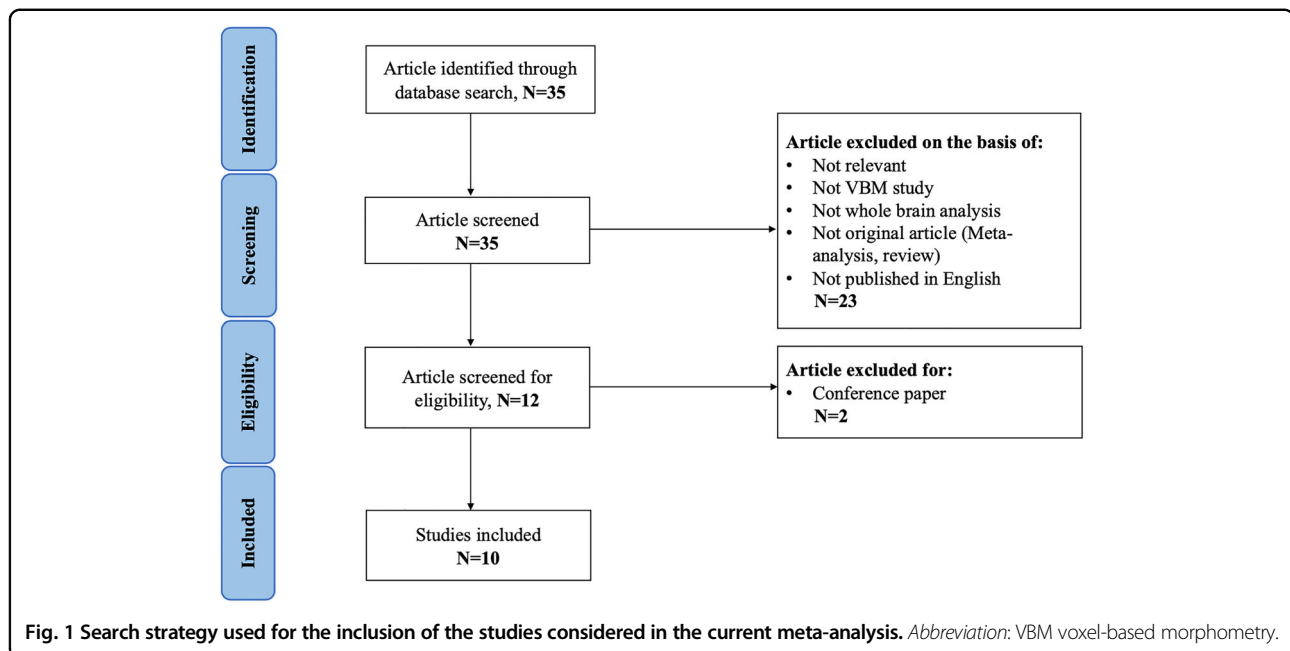 Identification
Article identified through
database search, N=35
Screening
Article screened
N=35
Article excluded on the basis of:
• Not relevant
• Not VBM study
• Not whole brain analysis
• Not original article (Meta-
analysis, review)
• Not published in English
N=23
Eligibility
Article screened for
eligibility, N=12
Article excluded for:
• Conference paper
N=2
Included
Studies included
N=10
Fig. 1 Search strategy used for the inclusion of the studies considered in the current meta-analysis. Abbreviation: VBM voxel-based morphometry.